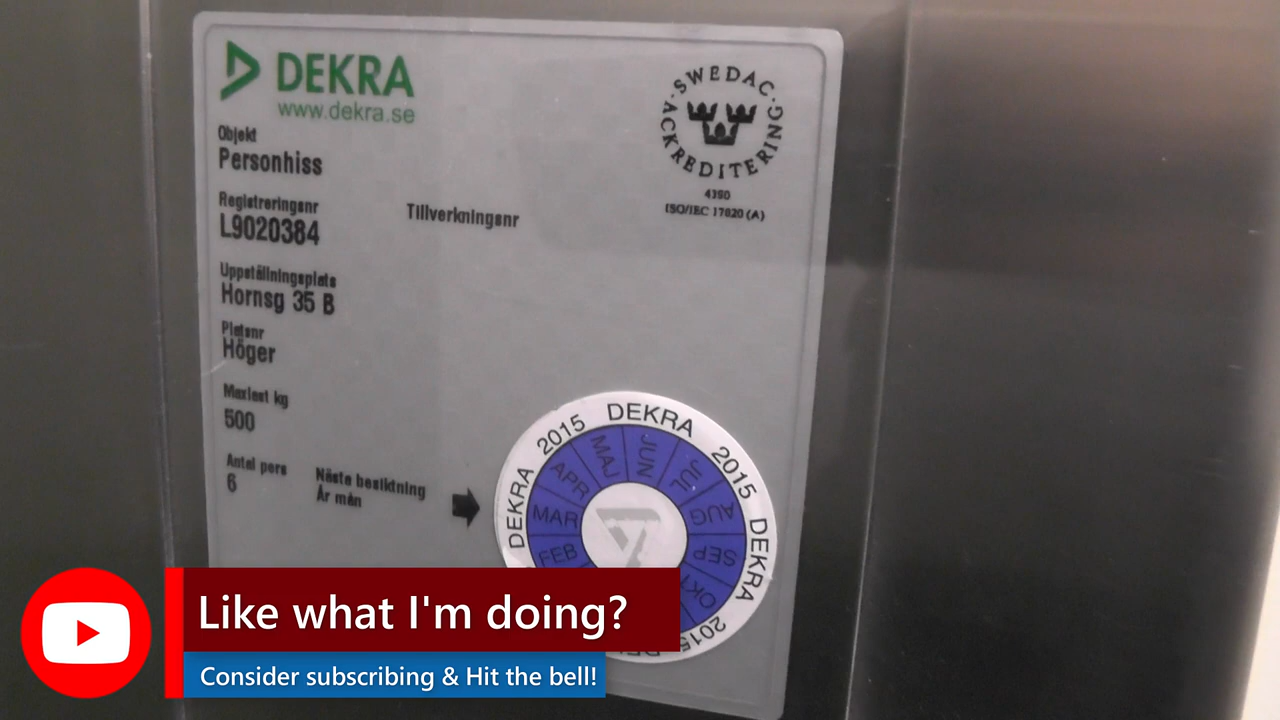 DEKRA
www.dekra.se
SWEDAC ACKREDITERING
4390
ISO/IEC 17020 (A)
Objekt
Personhiss
Registreringsnr
L9020384
Tillverkningsnr
Uppställningsplats
Hornsg 35 B
Platsnr
Höger
Maxlast kg
500
Antal pers
6
Nästa besiktning
År mån
DEKRA 2015 DEKRA 2015 DEKRA 2015
FEB MAR APR MAJ JUN JUL AUG SEP OKT
Like what I'm doing?
Consider subscribing & Hit the bell!